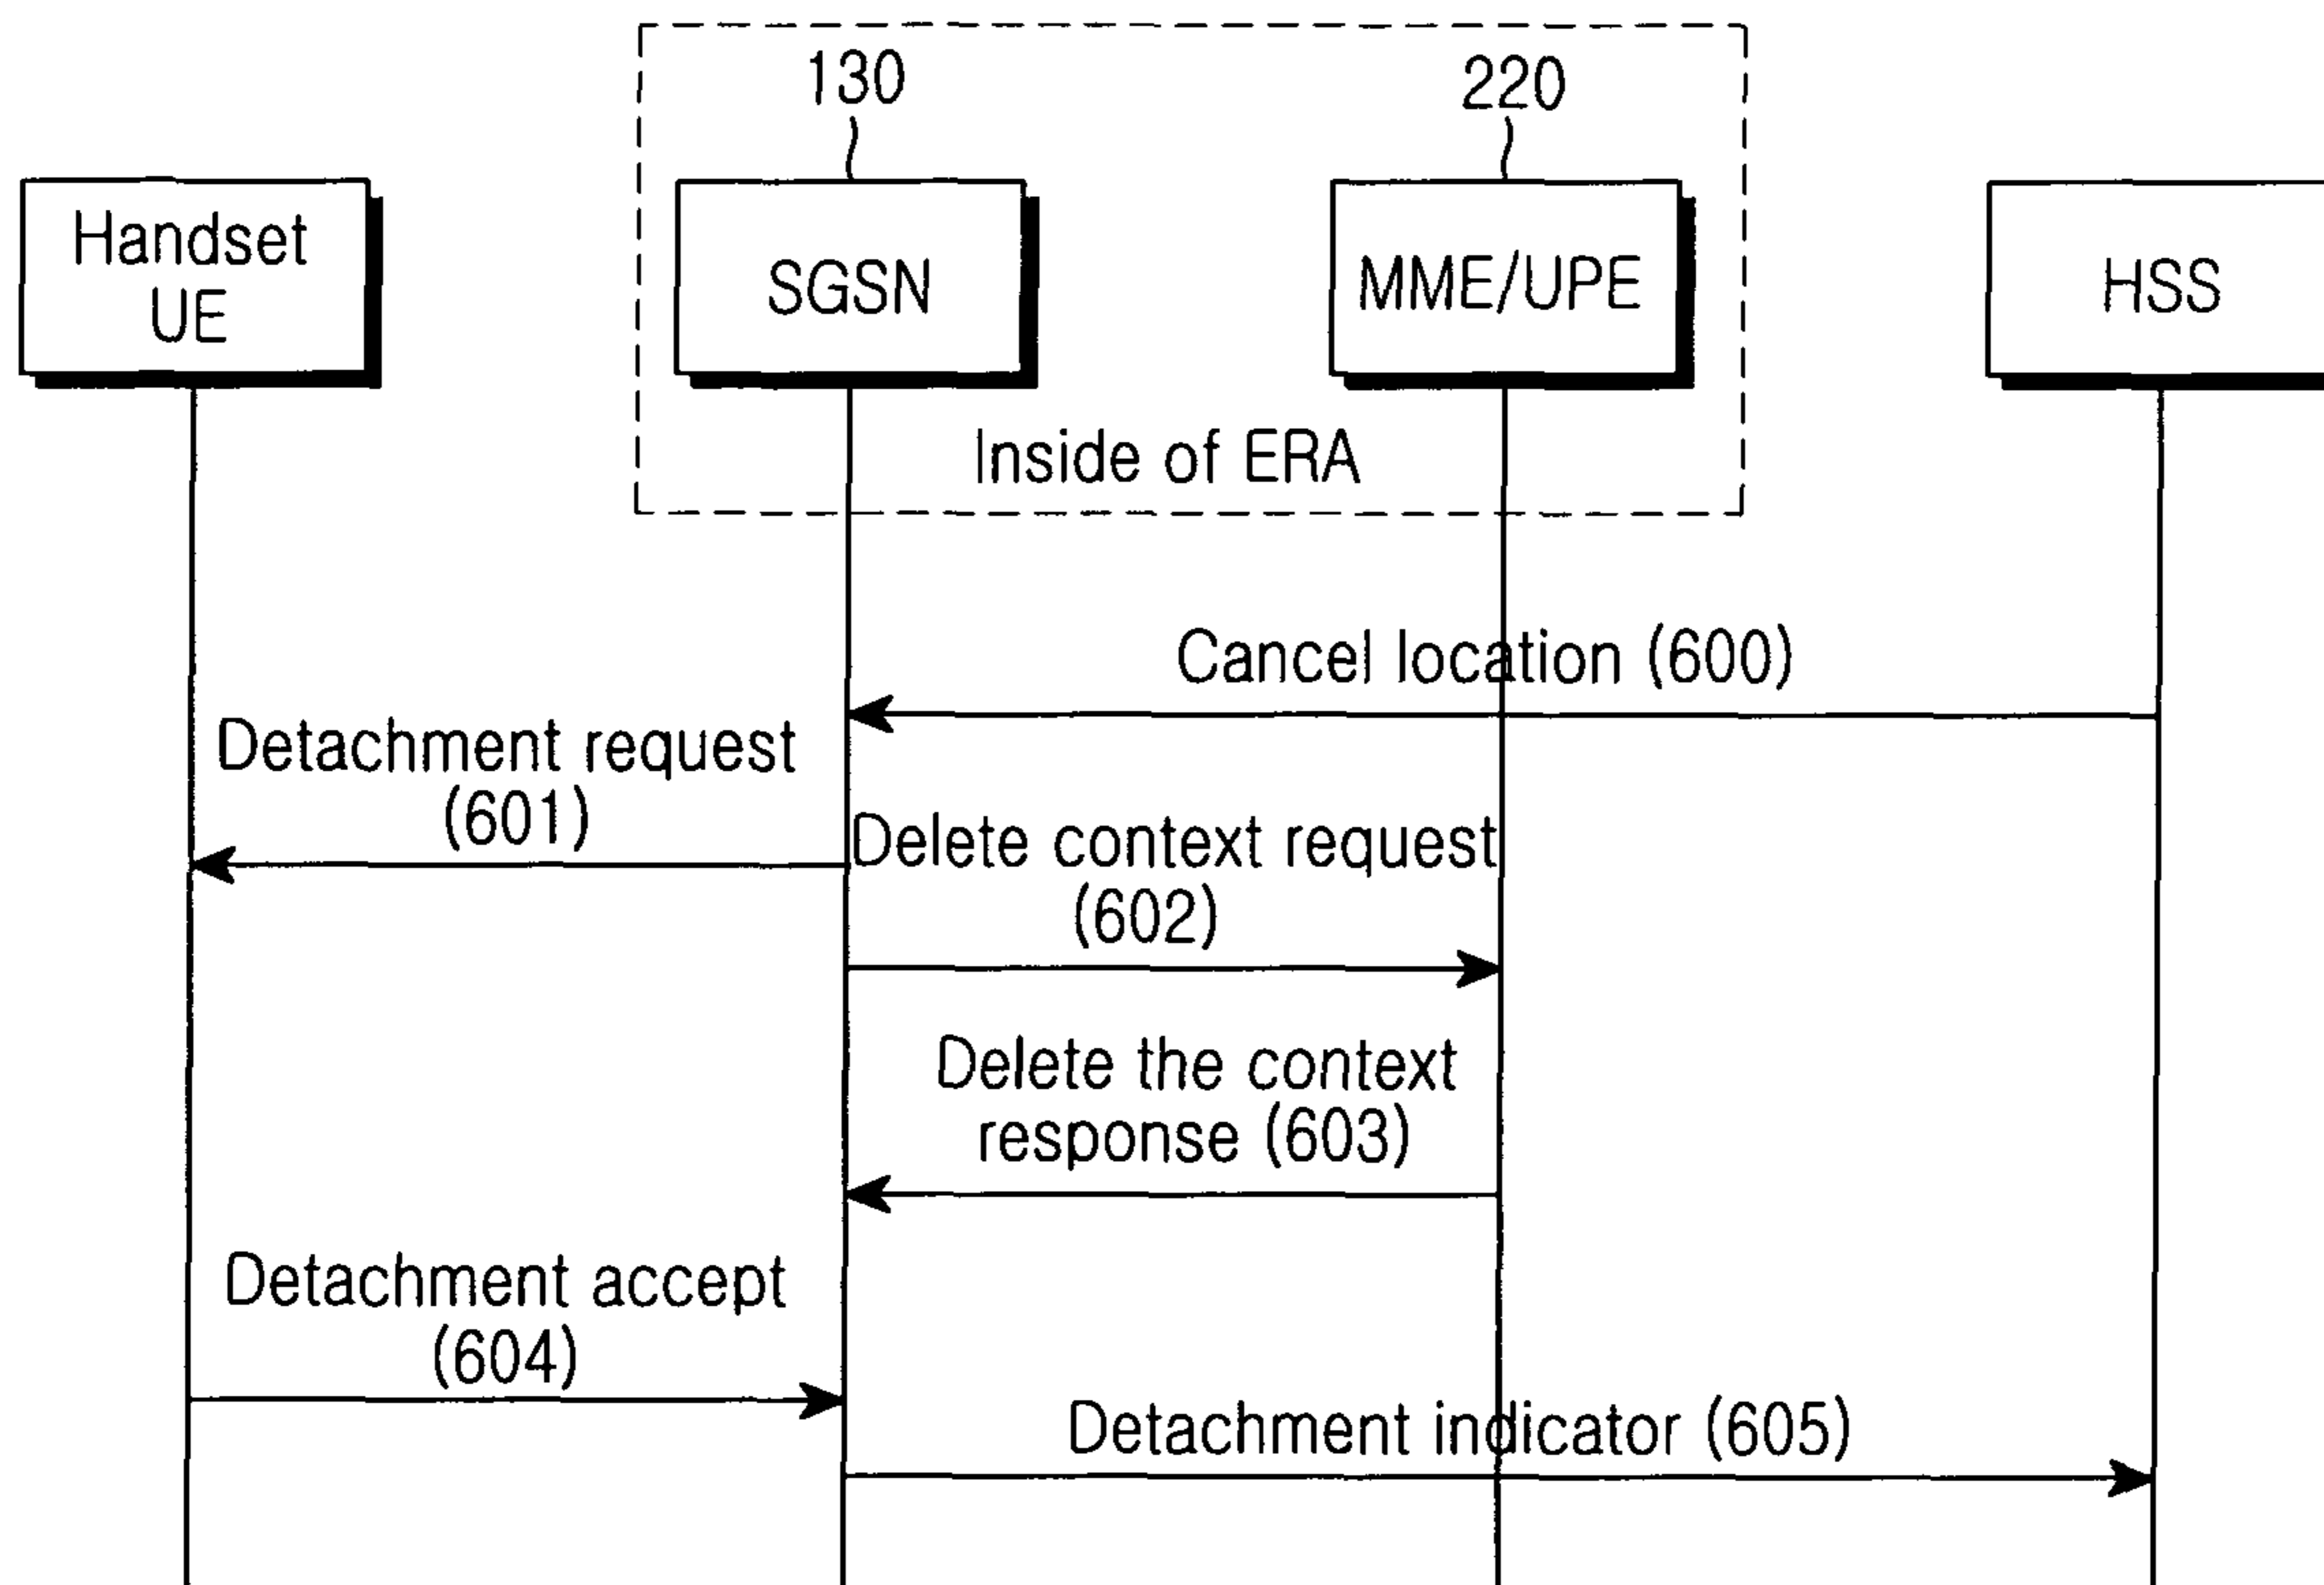 130
220
Handset
UE
SGSN
MME/UPE
HSS
Inside of ERA
Cancel location (600)
Detachment request
(601)
Delete context request
(602)
Delete the context
response (603)
Detachment accept
(604)
Detachment indicator (605)